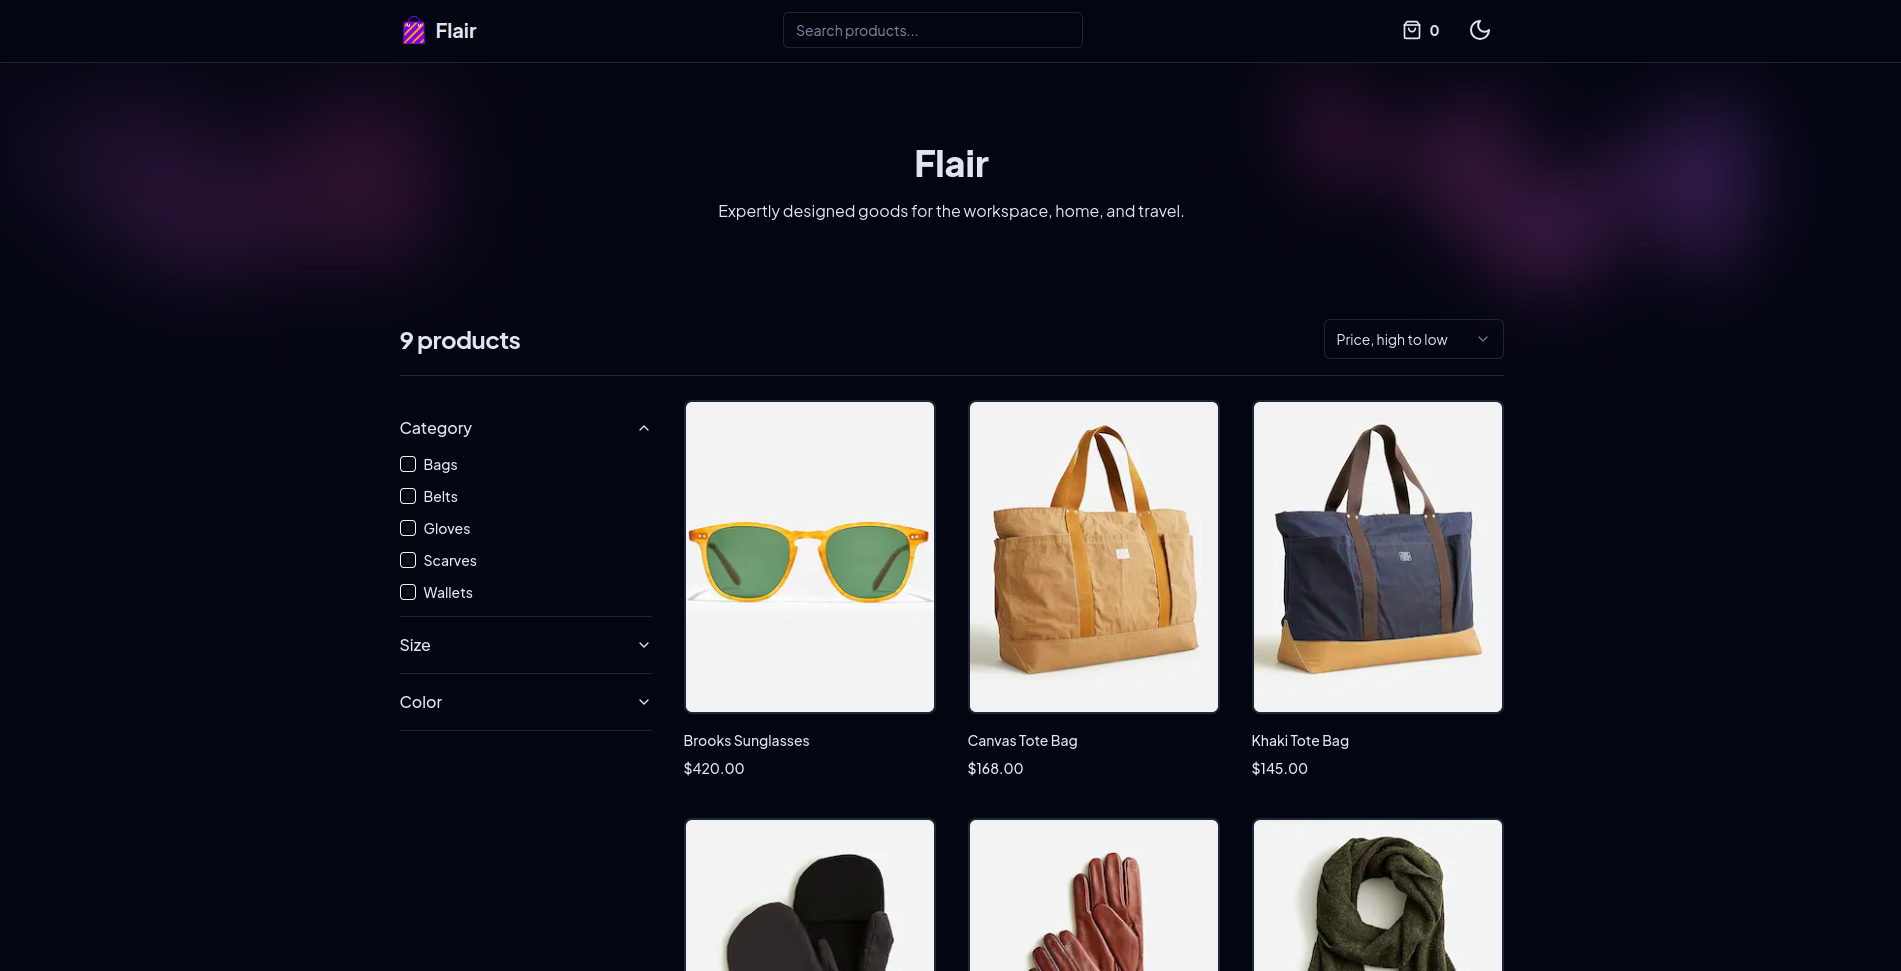 Flair
Search products...
0
Flair
Expertly designed goods for the workspace, home, and travel.
9 products
Price, high to low
Category
Bags
Belts
Gloves
Scarves
Wallets
Size
Color
Brooks Sunglasses
$420.00
Canvas Tote Bag
$168.00
Khaki Tote Bag
$145.00